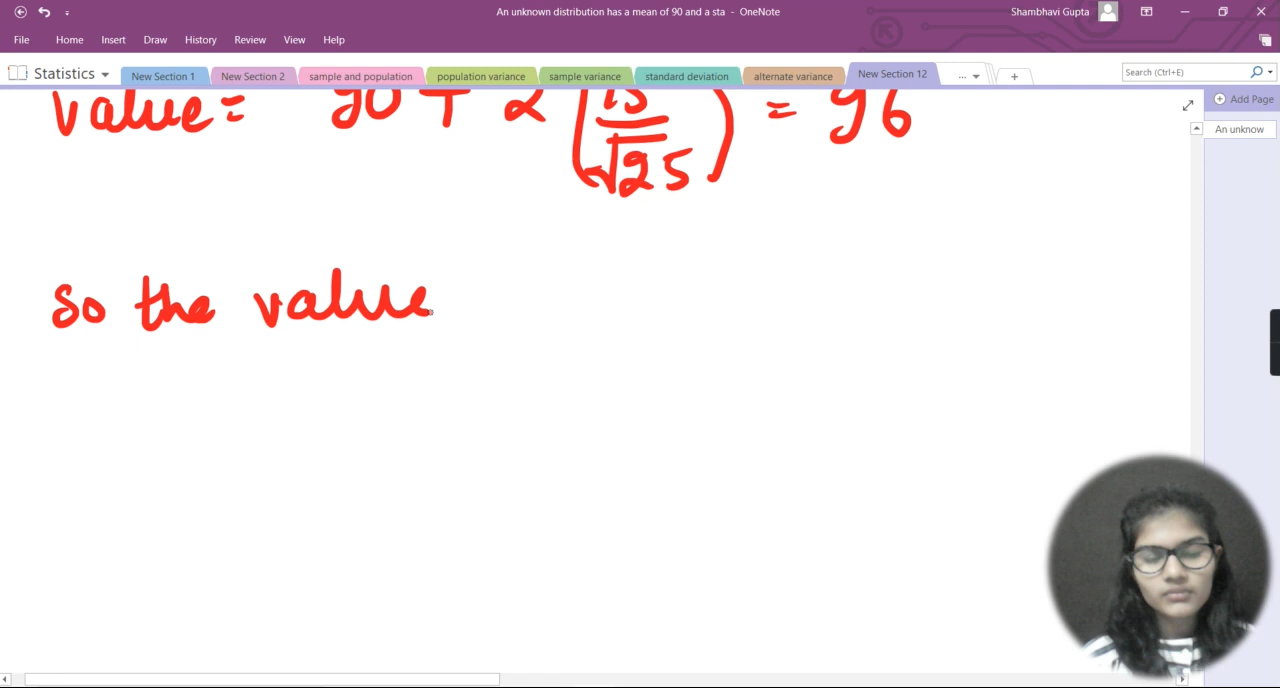 An unknown distribution has a mean of 90 and a sta - OneNote
Shambhavi Gupta
File Home Insert Draw History Review View Help
Statistics
New Section 1 New Section 2 sample and population population variance sample variance standard deviation alternate variance New Section 12 ... +
Search (Ctrl+E)
Add Page
An unknow
value = 90 + 2 (15/√25) = 96
so the value